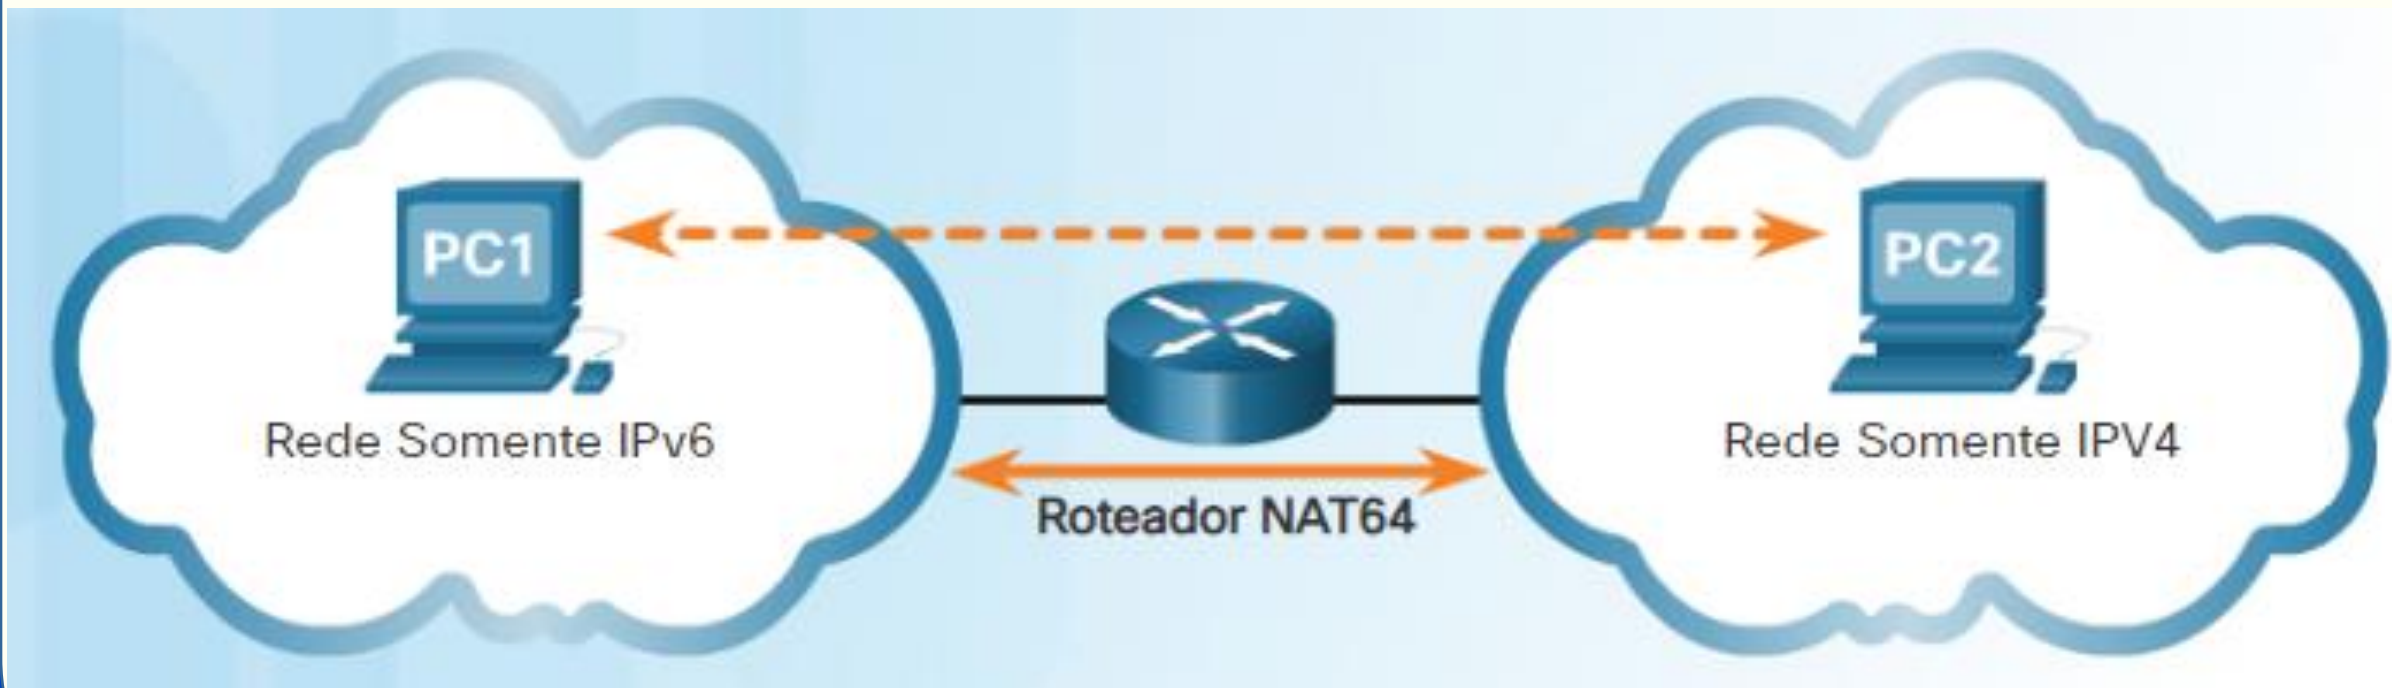 PC1
PC2
Rede Somente IPv6
Rede Somente IPV4
Roteador NAT64